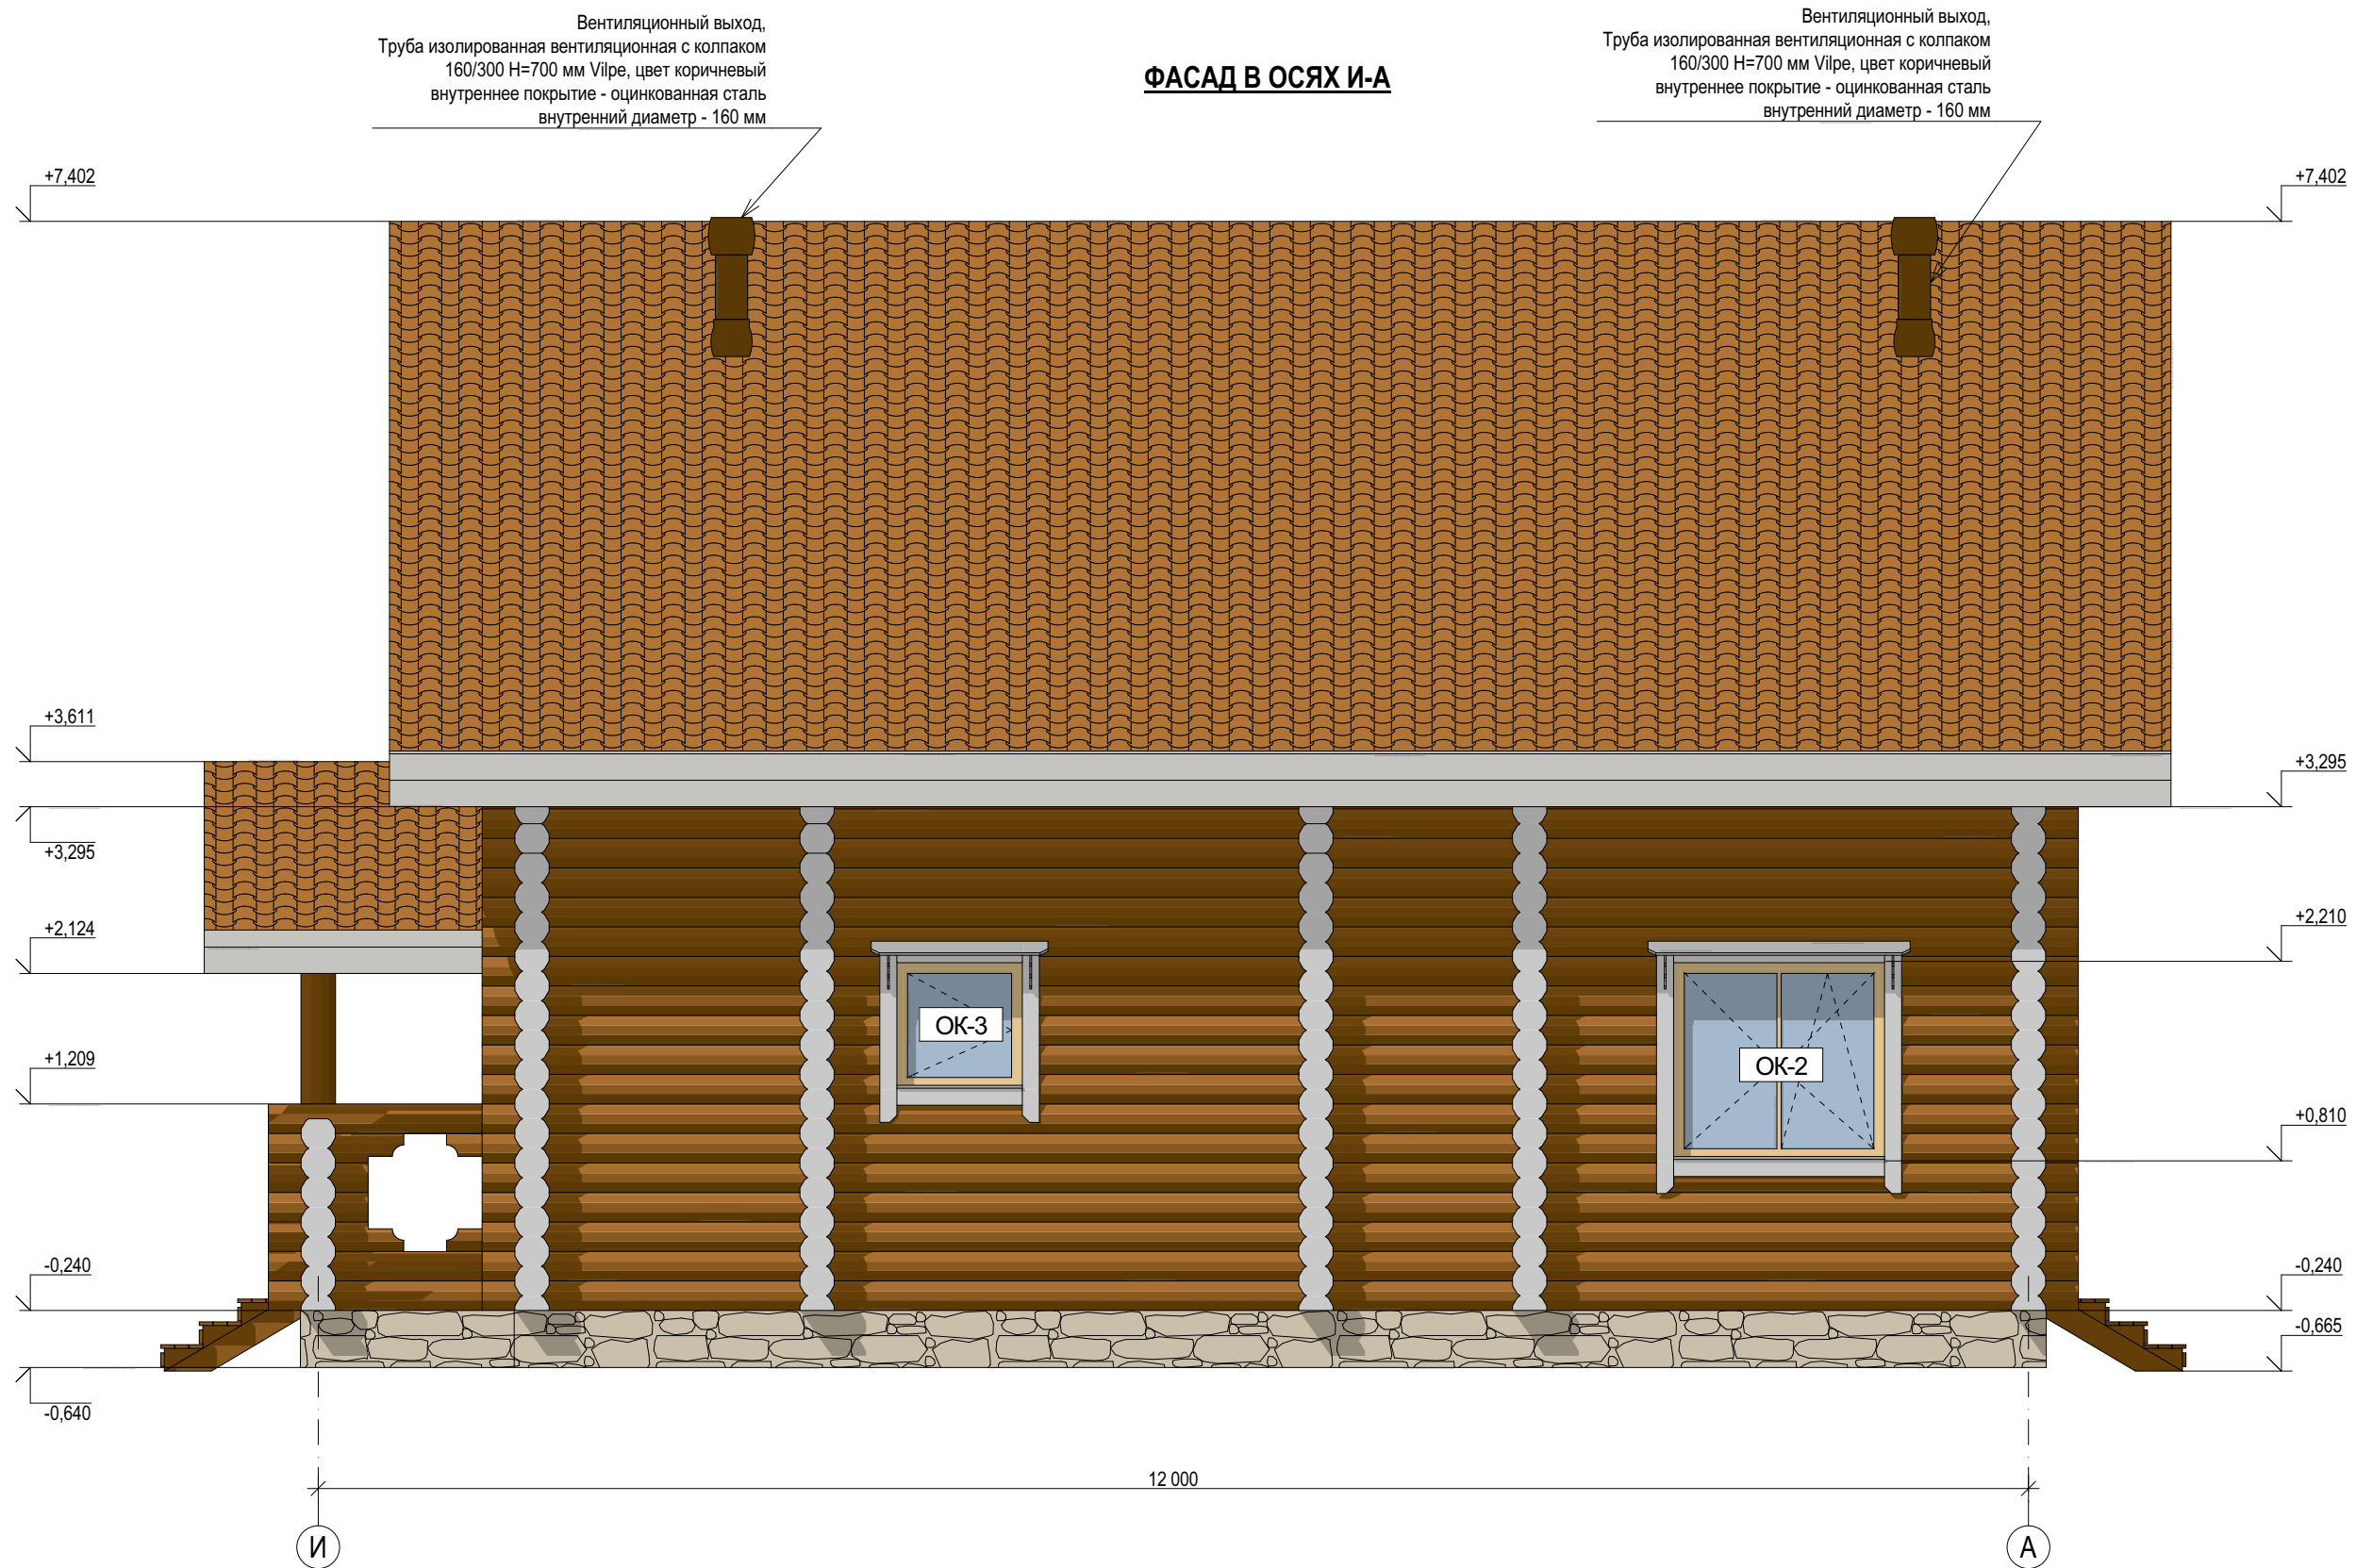 Вентиляционный выход,
Труба изолированная вентиляционная с колпаком
160/300 Н=700 мм Vilpe, цвет коричневый
внутреннее покрытие - оцинкованная сталь
внутренний диаметр - 160 мм
ФАСАД В ОСЯХ И-А
Вентиляционный выход,
Труба изолированная вентиляционная с колпаком
160/300 Н=700 мм Vilpe, цвет коричневый
внутреннее покрытие - оцинкованная сталь
внутренний диаметр - 160 мм
+7,402
+7,402
+3,611
+3,295
+3,295
+2,124
+2,210
+1,209
+0,810
-0,240
-0,240
-0,640
-0,665
ОК-3
ОК-2
12 000
И
А